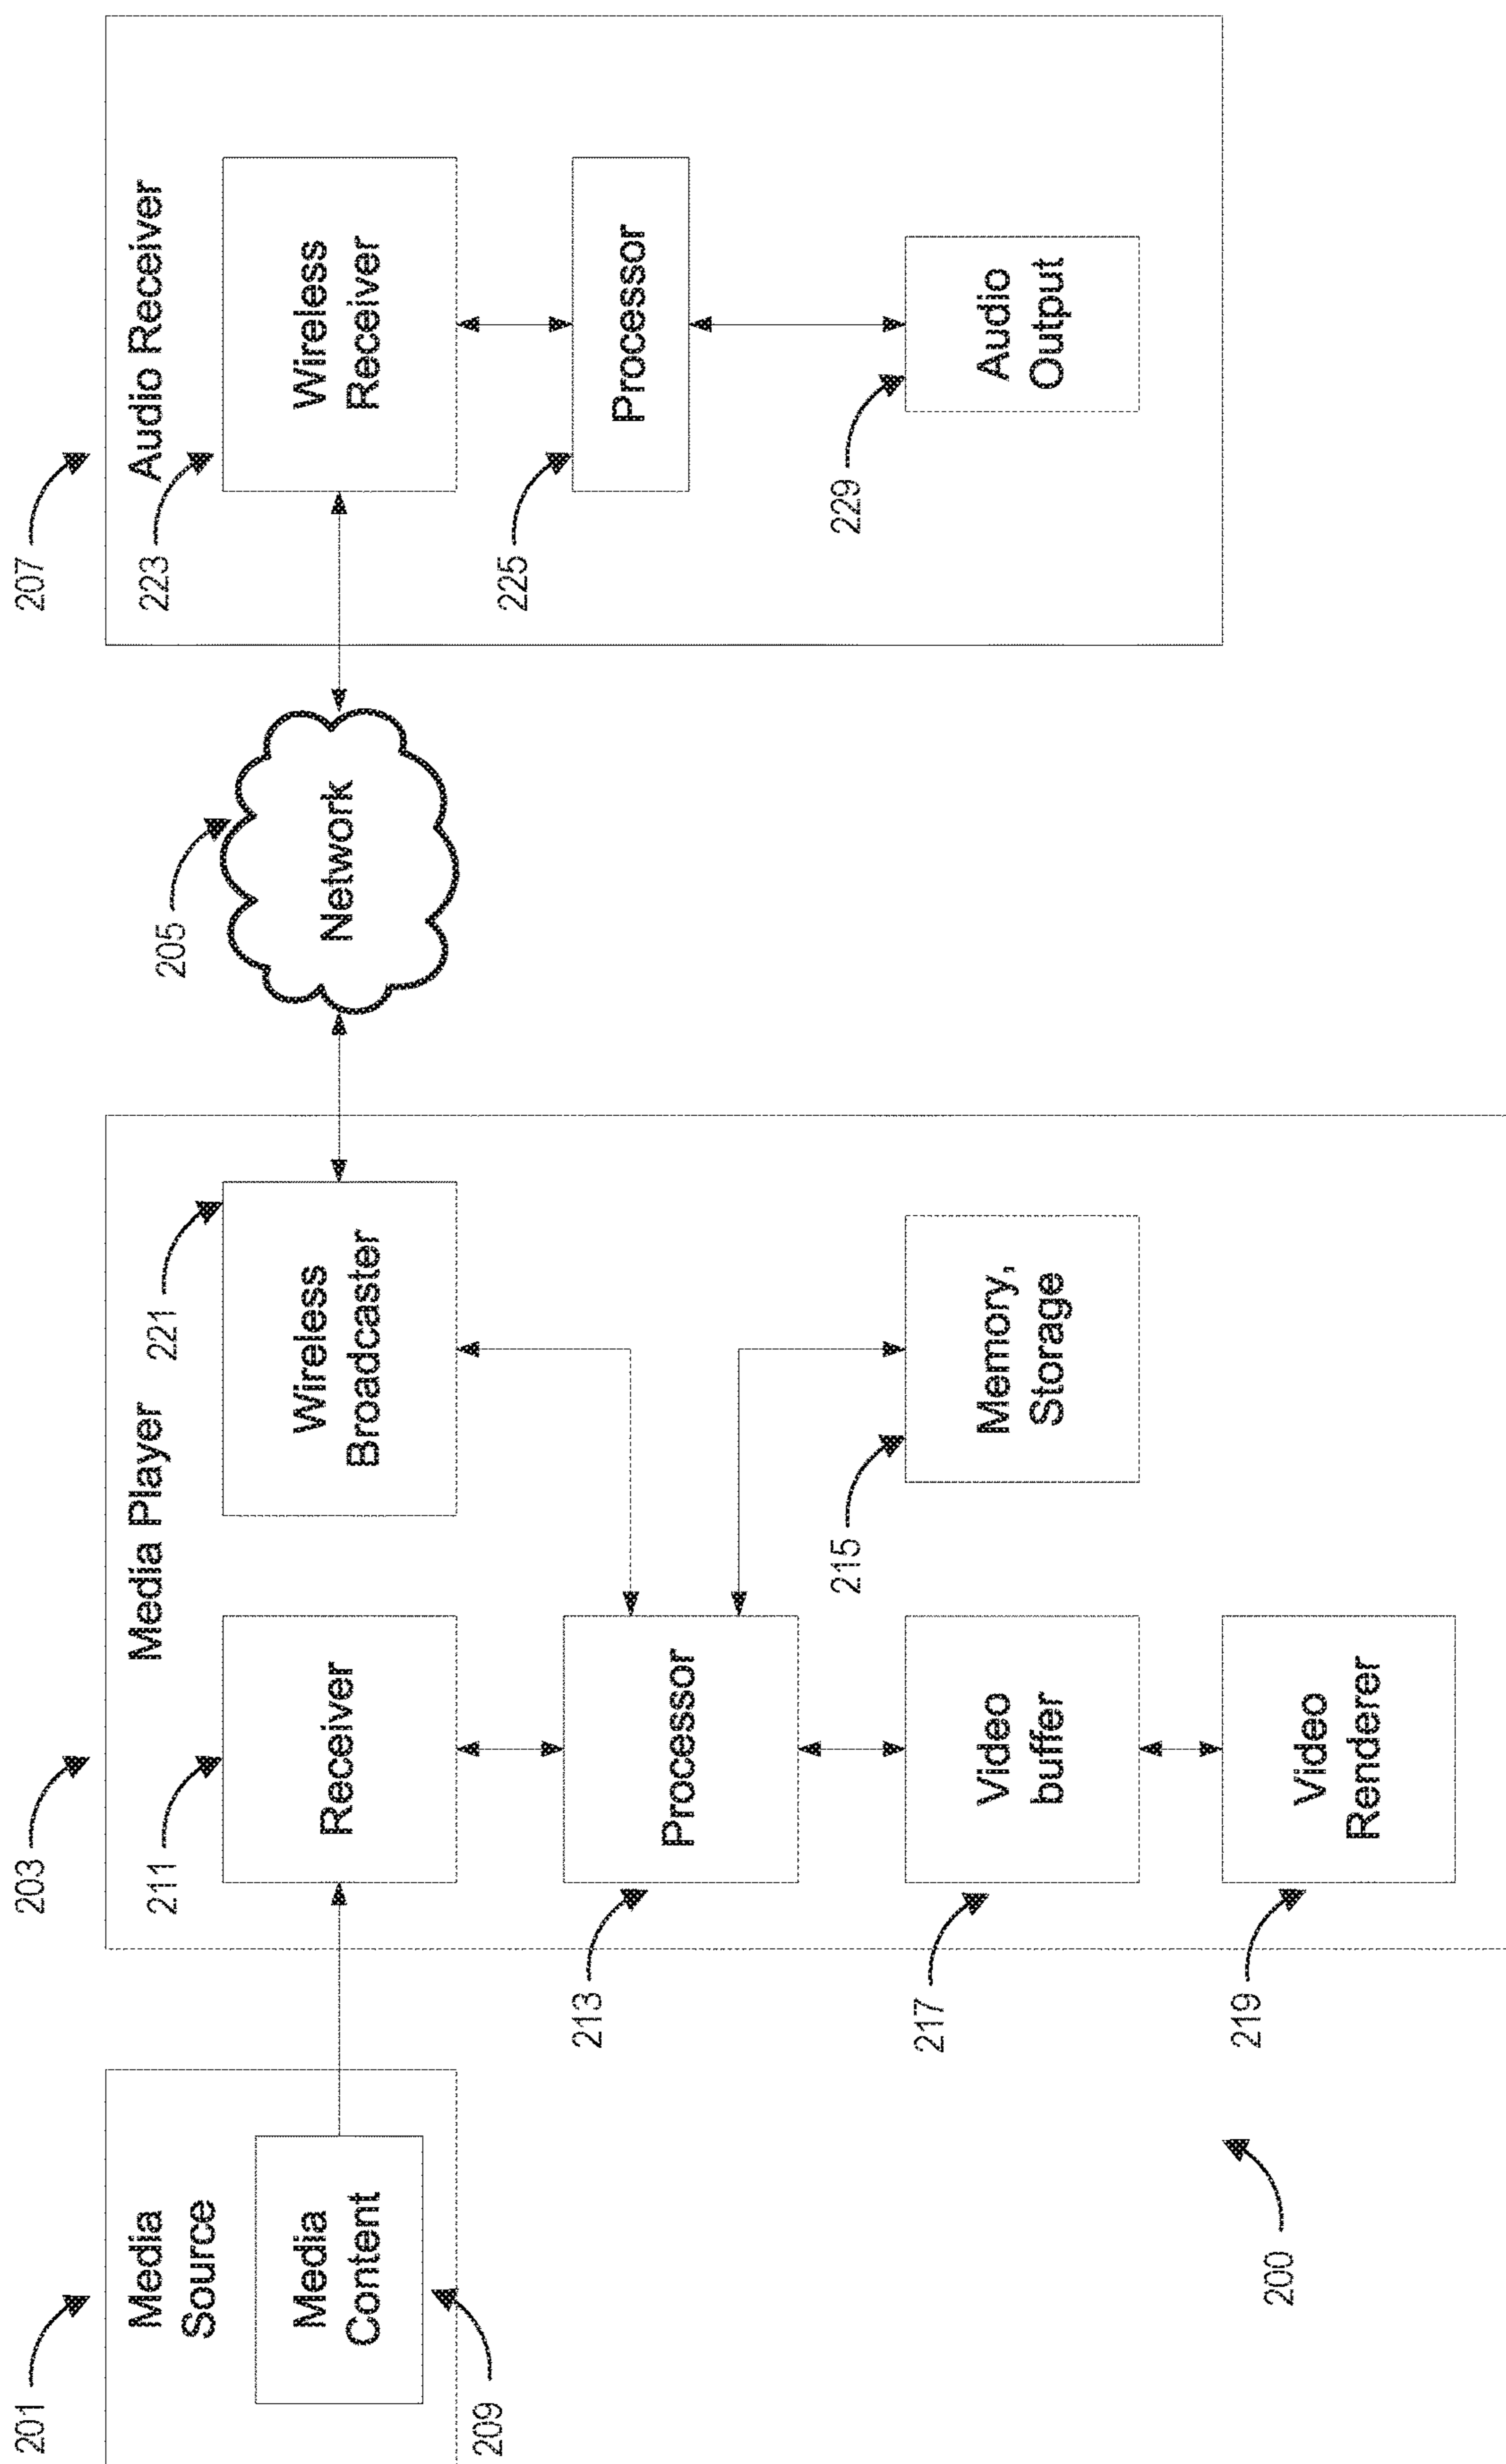 201
Media
Source
Media
Content
209
203
Media Player
211
Receiver
221
Wireless
Broadcaster
213
Processor
215
Memory,
Storage
217
Video
buffer
219
Video
Renderer
205
Network
207
Audio Receiver
223
Wireless
Receiver
225
Processor
229
Audio
Output
200